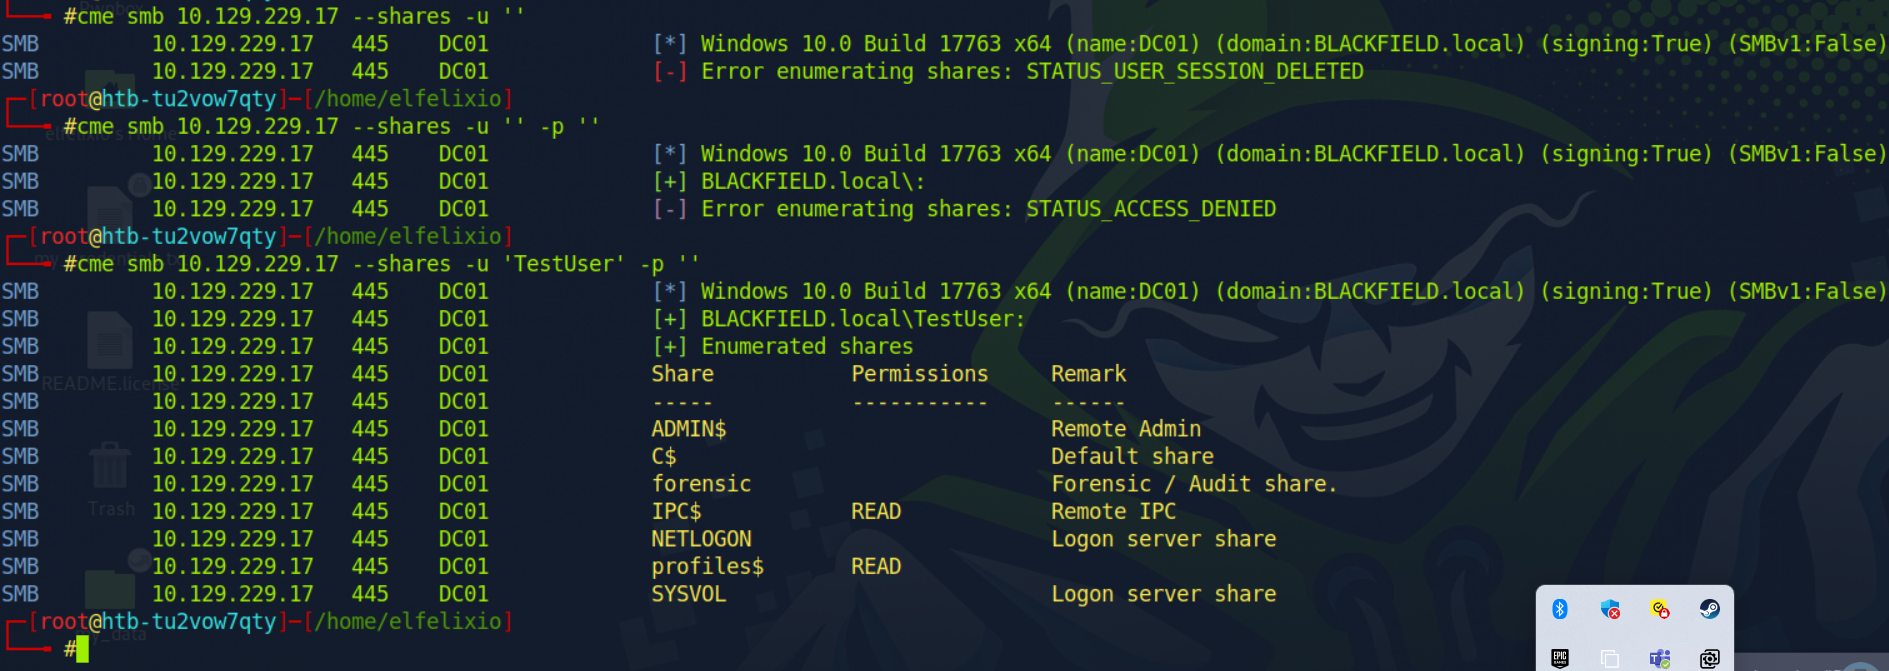 #cme smb 10.129.229.17 --shares -u ''
SMB 10.129.229.17 445 DC01 [*] Windows 10.0 Build 17763 x64 (name:DC01) (domain:BLACKFIELD.local) (signing:True) (SMBv1:False)
SMB 10.129.229.17 445 DC01 [-] Error enumerating shares: STATUS_USER_SESSION_DELETED
[root@htb-tu2vow7qty]-[/home/elfelixio]
#cme smb 10.129.229.17 --shares -u '' -p ''
SMB 10.129.229.17 445 DC01 [*] Windows 10.0 Build 17763 x64 (name:DC01) (domain:BLACKFIELD.local) (signing:True) (SMBv1:False)
SMB 10.129.229.17 445 DC01 [+] BLACKFIELD.local\:
SMB 10.129.229.17 445 DC01 [-] Error enumerating shares: STATUS_ACCESS_DENIED
[root@htb-tu2vow7qty]-[/home/elfelixio]
#cme smb 10.129.229.17 --shares -u 'TestUser' -p ''
SMB 10.129.229.17 445 DC01 [*] Windows 10.0 Build 17763 x64 (name:DC01) (domain:BLACKFIELD.local) (signing:True) (SMBv1:False)
SMB 10.129.229.17 445 DC01 [+] BLACKFIELD.local\TestUser:
SMB 10.129.229.17 445 DC01 [+] Enumerated shares
SMB 10.129.229.17 445 DC01 Share Permissions Remark
SMB 10.129.229.17 445 DC01 ----- ----------- ------
SMB 10.129.229.17 445 DC01 ADMIN$ Remote Admin
SMB 10.129.229.17 445 DC01 C$ Default share
SMB 10.129.229.17 445 DC01 forensic Forensic / Audit share.
SMB 10.129.229.17 445 DC01 IPC$ READ Remote IPC
SMB 10.129.229.17 445 DC01 NETLOGON Logon server share
SMB 10.129.229.17 445 DC01 profiles$ READ
SMB 10.129.229.17 445 DC01 SYSVOL Logon server share
[root@htb-tu2vow7qty]-[/home/elfelixio]
#
README.license
Trash
EPIC